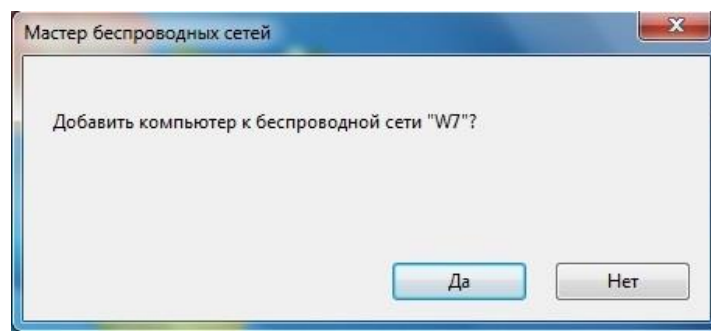 Мастер беспроводных сетей
Добавить компьютер к беспроводной сети "W7"?
Да
Нет